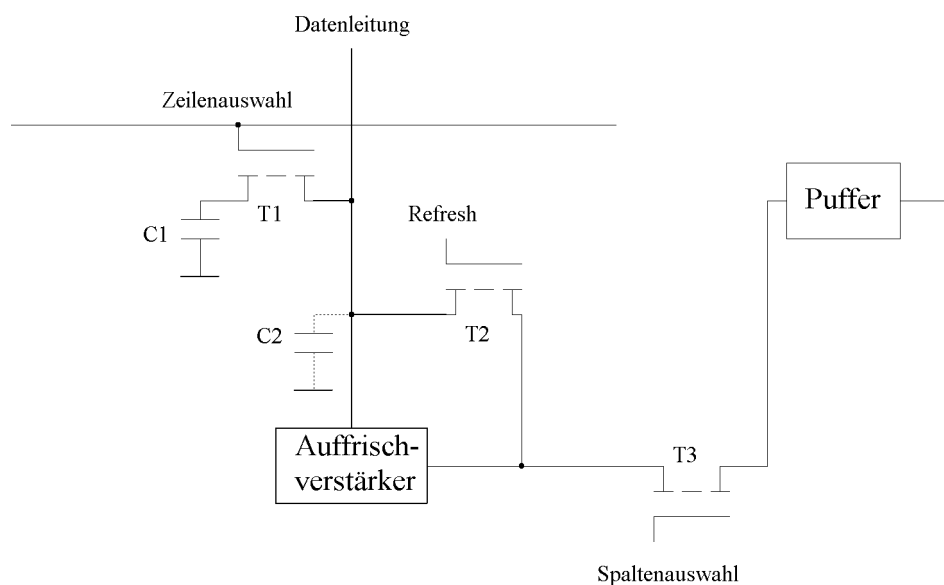 Datenleitung
Zeilenauswahl
T1
C1
Refresh
Puffer
C2
T2
Auffrisch-
verstärker
T3
Spaltenauswahl